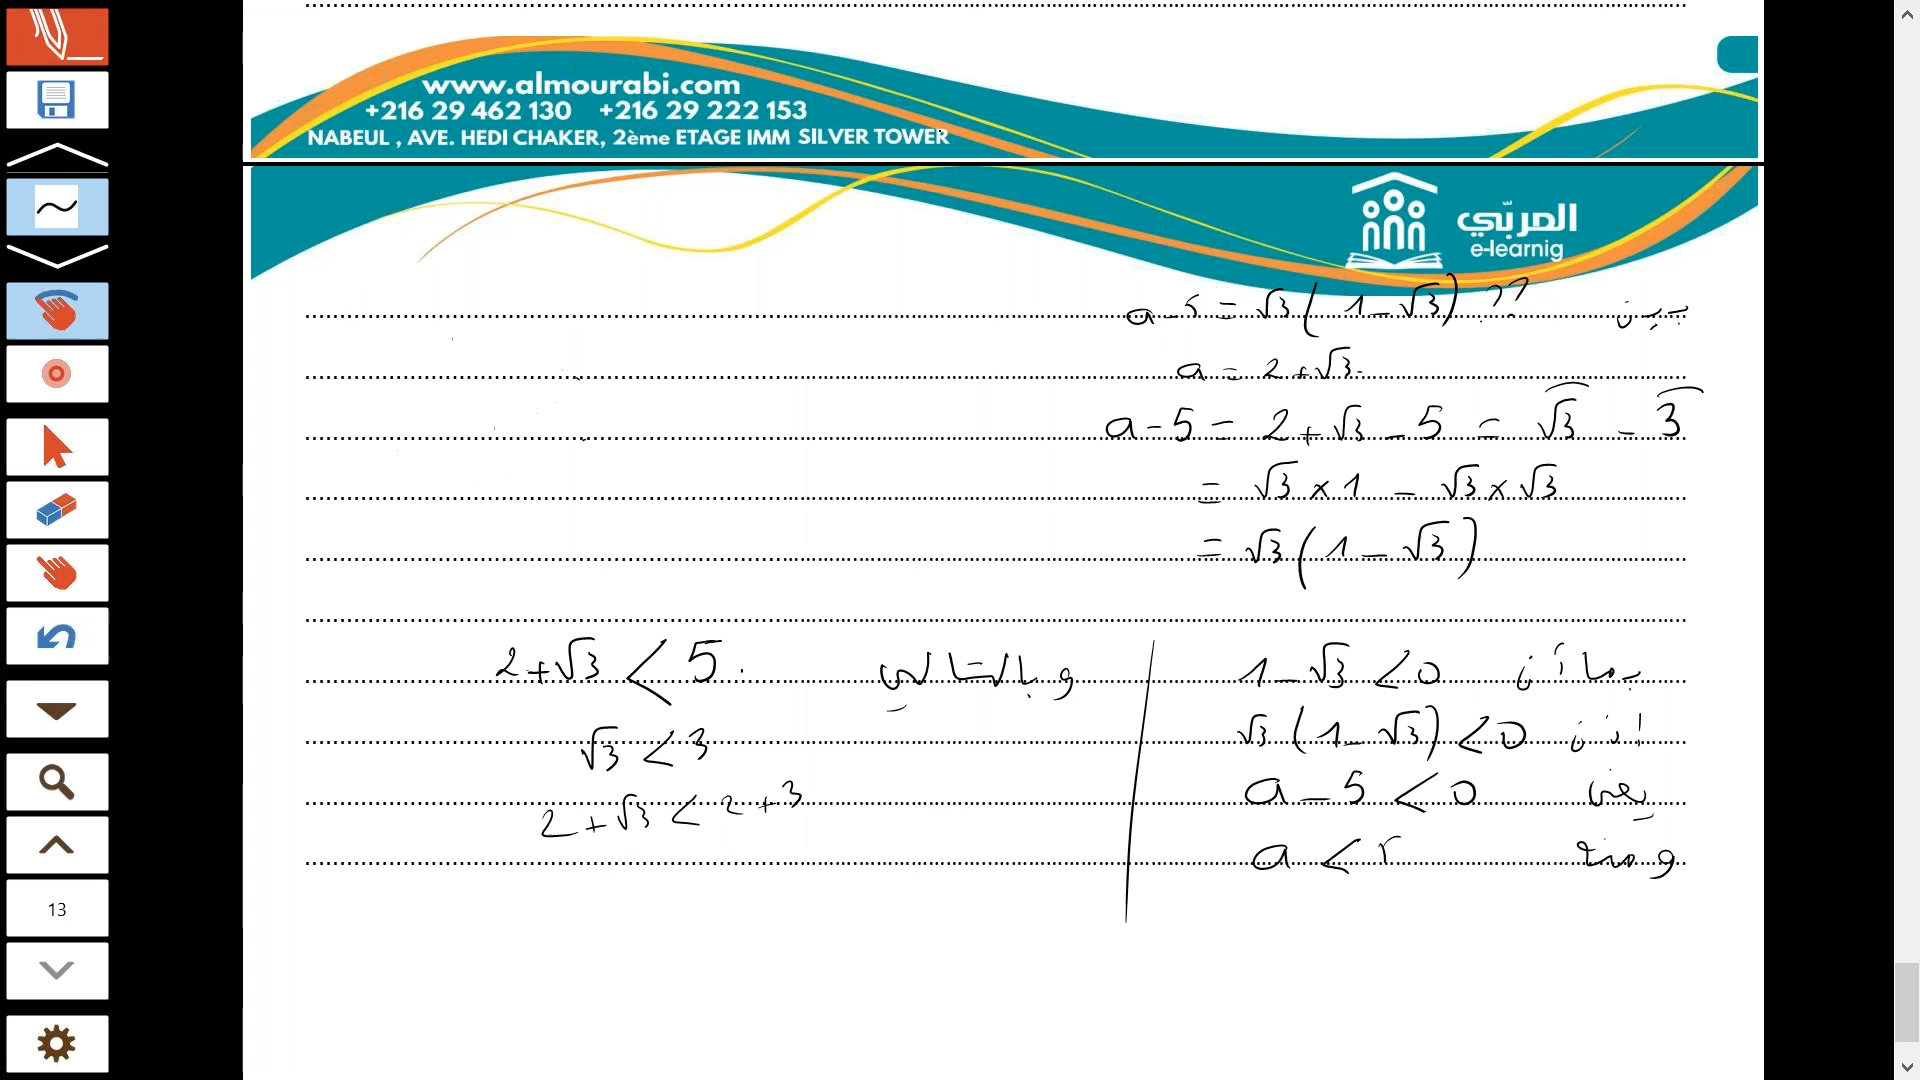 www.almourabi.com
+216 29 462 130 +216 29 222 153
NABEUL , AVE. HEDI CHAKER, 2ème ETAGE IMM SILVER TOWER
المربّي
e-learnig
بين a-5 = √3(1-√3) ??
a = 2+√3
a-5 = 2+√3-5 = √3 - 3
= √3×1 - √3×√3
= √3(1-√3)
بما أن 1-√3 <0
اذن √3(1-√3)<0
يعني a-5<0
ومنه a<5
وبالتالي 2+√3 < 5.
√3 < 3
2+√3 < 2+3
13